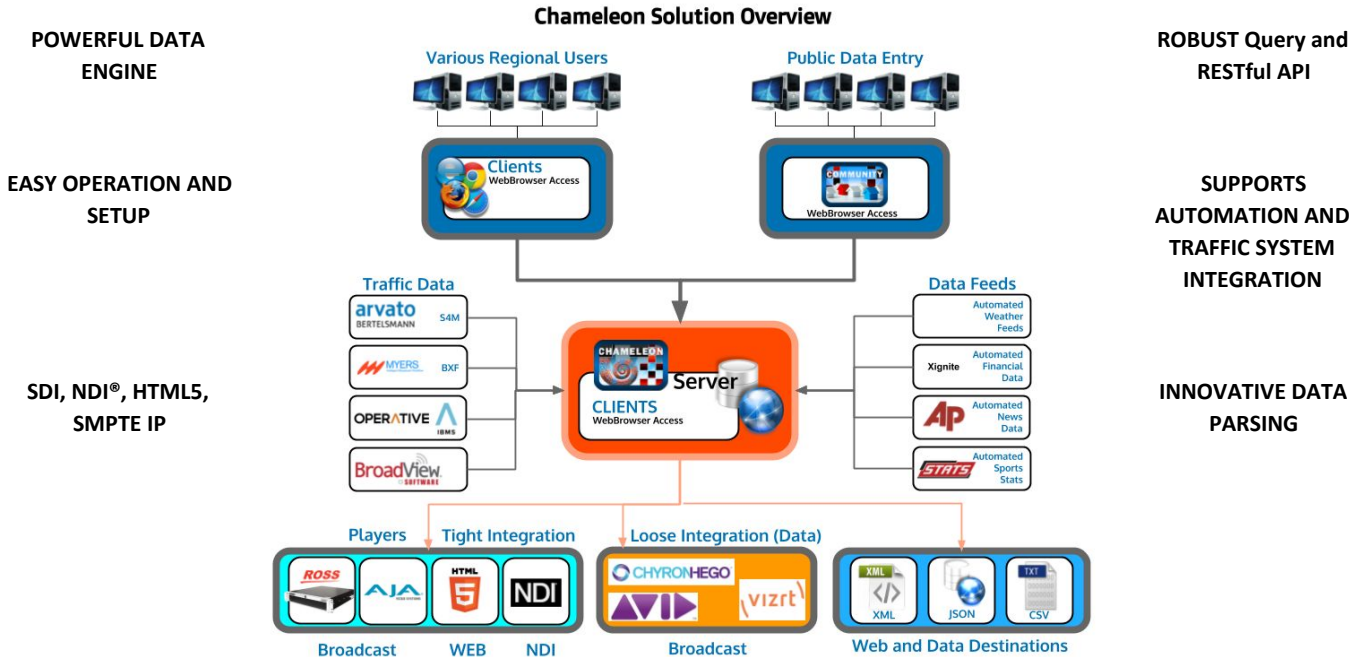 Chameleon Solution Overview
POWERFUL DATA
ENGINE
EASY OPERATION AND
SETUP
SDI, NDI®, HTML5,
SMPTE IP
ROBUST Query and
RESTful API
SUPPORTS
AUTOMATION AND
TRAFFIC SYSTEM
INTEGRATION
INNOVATIVE DATA
PARSING
Various Regional Users
Public Data Entry
Clients
WebBrowser Access
COMMUNITY
WebBrowser Access
Traffic Data
arvato
BERTELSMANN
S4M
MYERS
BXF
OPERATIVE
IBMS
BroadView
SOFTWARE
CHAMELEON
Server
CLIENTS
WebBrowser Access
Data Feeds
Automated
Weather
Feeds
Xignite
Automated
Financial
Data
AP
Automated
News
Data
STATS
Automated
Sports
Stats
Players
Tight Integration
ROSS
AJA
VIDEO SYSTEMS
HTML
5
NDI
Broadcast
WEB
NDI
Loose Integration (Data)
CHYRONHEGO
AVID
vizrt
Broadcast
XML
</>
XML
JSON
TXT
CSV
Web and Data Destinations